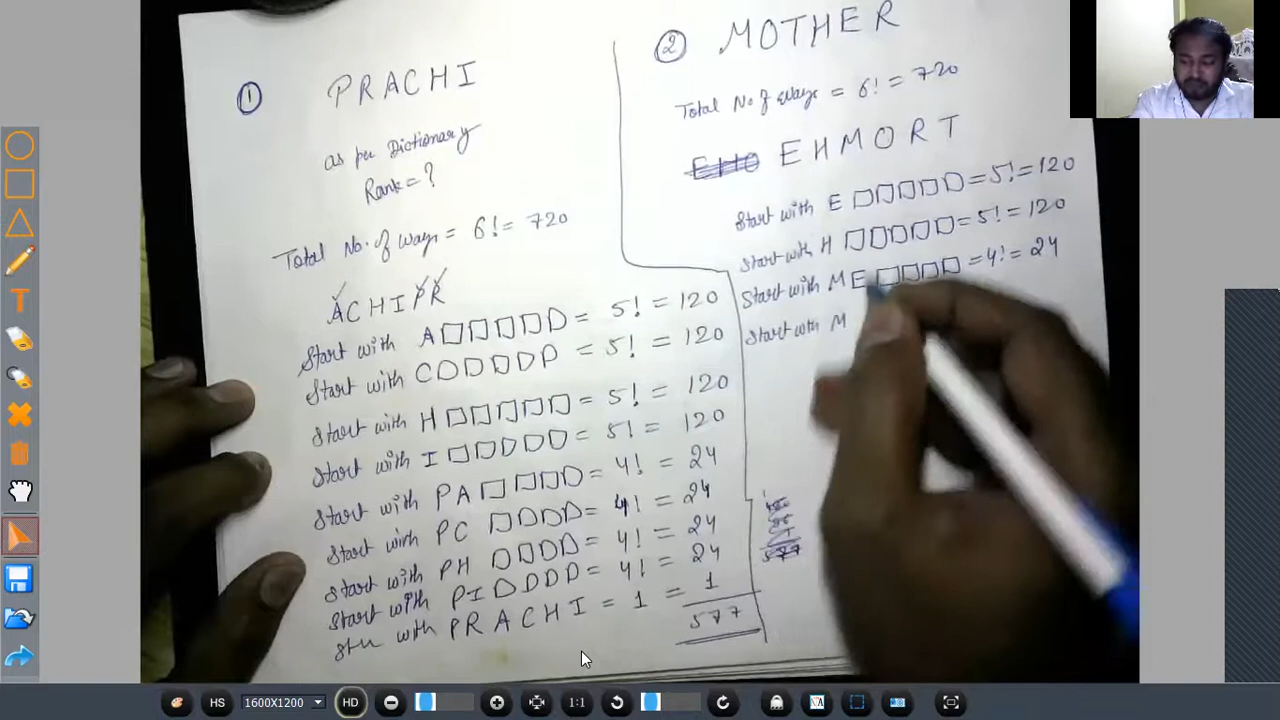 ① PRACHI
as per Dictionary
Rank = ?
Total No. of ways = 6! = 720
ACHIPR
Start with A□□□□□ = 5! = 120
Start with C□□□□□ = 5! = 120
Start with H□□□□□ = 5! = 120
Start with I□□□□□ = 5! = 120
Start with PA□□□□ = 4! = 24
Start with PC□□□□ = 4! = 24
Start with PH□□□□ = 4! = 24
Start with PI□□□□ = 4! = 24
with PRACHI = 1 = 1
577
② MOTHER
Total No of ways = 6! = 720
EHMORT
Start with E□□□□□ = 5! = 120
Start with H□□□□□ = 5! = 120
Start with ME□□□□ = 4! = 24
Start with M
T
HS
1600X1200
HD
1:1